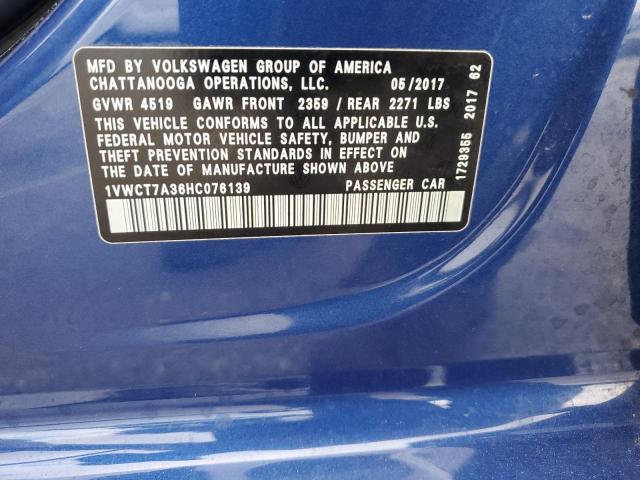 MFD BY VOLKSWAGEN GROUP OF AMERICA
CHATTANOOGA OPERATIONS, LLC. 05/2017
GVWR 4519 GAWR FRONT 2359 / REAR 2271 LBS
THIS VEHICLE CONFORMS TO ALL APPLICABLE U.S.
FEDERAL MOTOR VEHICLE SAFETY, BUMPER AND
THEFT PREVENTION STANDARDS IN EFFECT ON
THE DATE OF MANUFACTURE SHOWN ABOVE
1VWCT7A36HC076139 PASSENGER CAR
1729355 2017 62